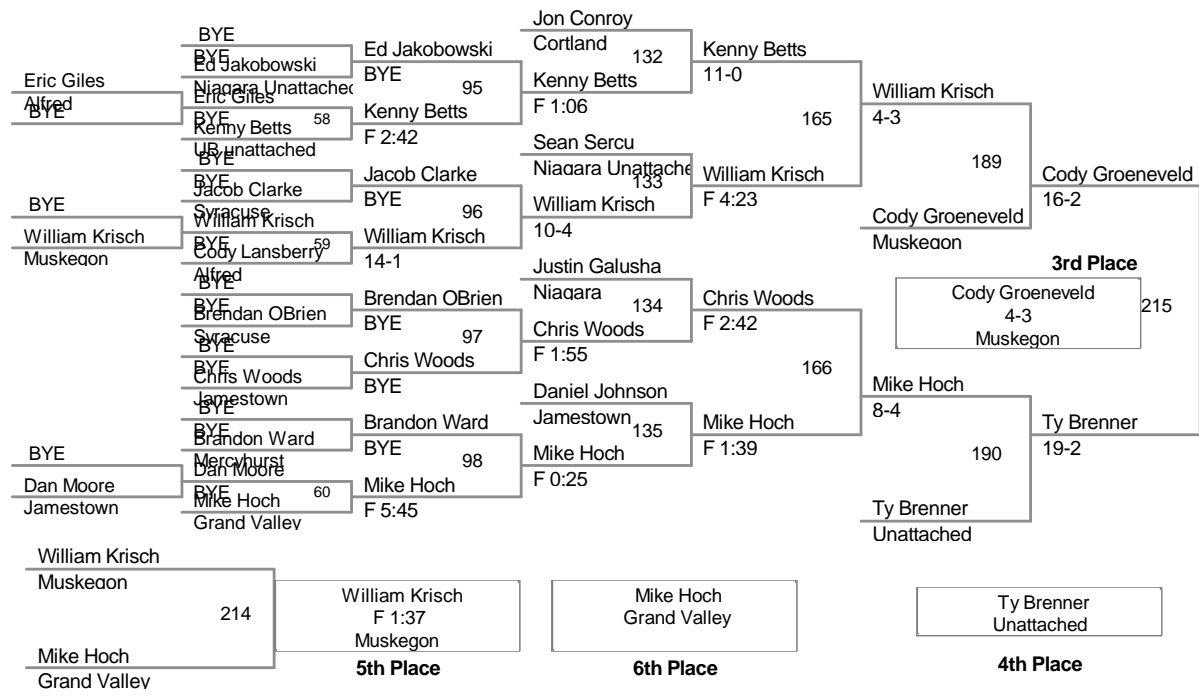 Eric Giles
Alfred
BYE
BYE
William Krisch
Muskegon
BYE
Dan Moore
Jamestown
BYE
BYE
Ed Jakobowski
Niagara Unattached
Eric Giles
BYE
58
Kenny Betts
UB unattached
BYE
BYE
Jacob Clarke
Syracuse
William Krisch
BYE
59
Cody Lansberry
Alfred
BYE
BYE
Brendan OBrien
Syracuse
BYE
BYE
Chris Woods
Jamestown
BYE
BYE
Brandon Ward
Mercyhurst
Dan Moore
BYE
60
Mike Hoch
Grand Valley
Ed Jakobowski
BYE
95
Kenny Betts
F 2:42
Jacob Clarke
BYE
96
William Krisch
14-1
Brendan OBrien
BYE
97
Chris Woods
BYE
Brandon Ward
BYE
98
Mike Hoch
F 5:45
Jon Conroy
Cortland
132
Kenny Betts
F 1:06
Sean Sercu
Niagara Unattache
133
William Krisch
10-4
Justin Galusha
Niagara
134
Chris Woods
F 1:55
Daniel Johnson
Jamestown
135
Mike Hoch
F 0:25
Kenny Betts
11-0
165
William Krisch
F 4:23
Chris Woods
F 2:42
166
Mike Hoch
F 1:39
William Krisch
4-3
189
Cody Groeneveld
Muskegon
Mike Hoch
8-4
190
Ty Brenner
Unattached
Cody Groeneveld
16-2
3rd Place
Cody Groeneveld
4-3
Muskegon
215
Ty Brenner
19-2
William Krisch
Muskegon
214
Mike Hoch
Grand Valley
William Krisch
F 1:37
Muskegon
5th Place
Mike Hoch
Grand Valley
6th Place
Ty Brenner
Unattached
4th Place